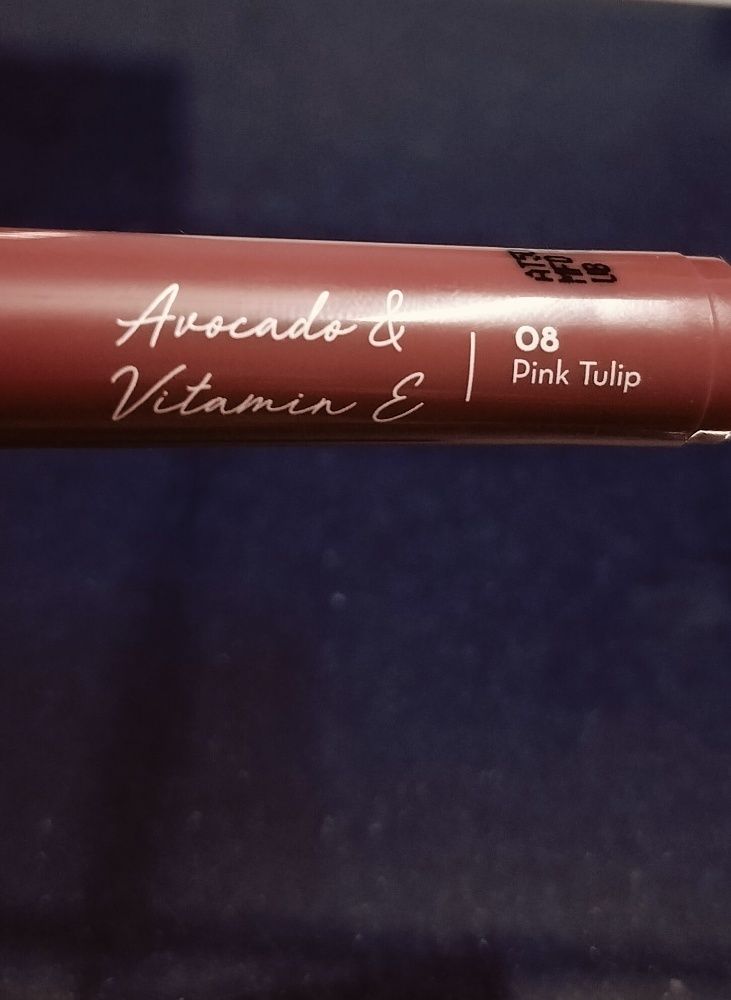 Avocado &
Vitamin E
08
Pink Tulip